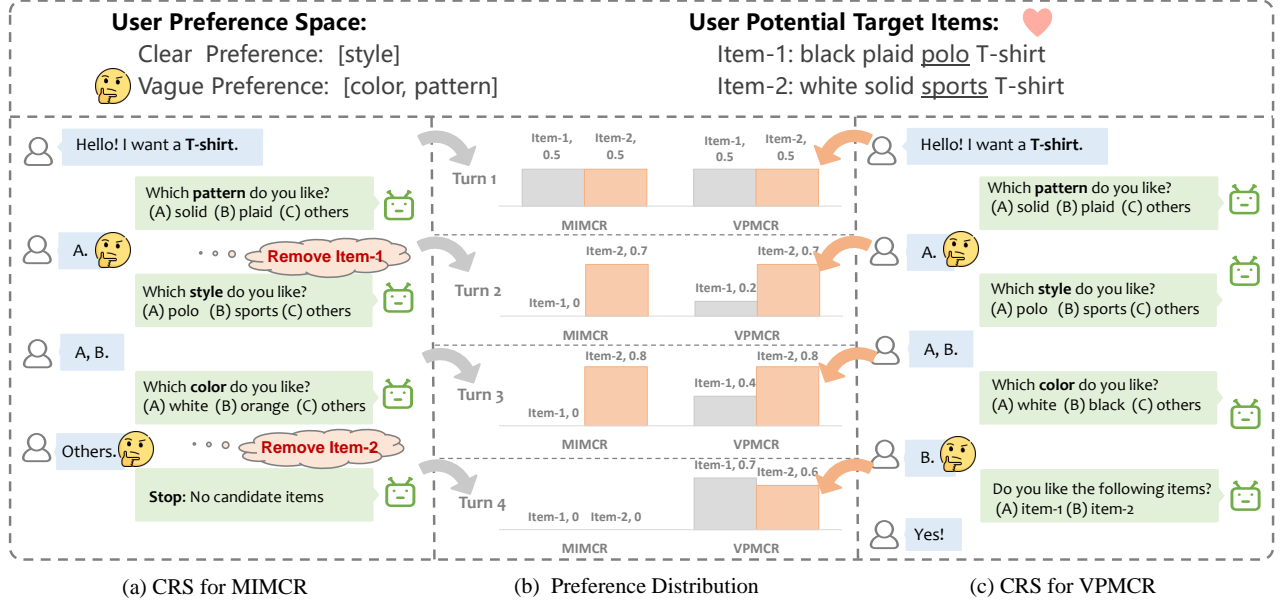 User Preference Space:
Clear Preference: [style]
Vague Preference: [color, pattern]
User Potential Target Items:
Item-1: black plaid polo T-shirt
Item-2: white solid sports T-shirt
Hello! I want a T-shirt.
Which pattern do you like?
(A) solid (B) plaid (C) others
A.
Remove Item-1
Which style do you like?
(A) polo (B) sports (C) others
A, B.
Which color do you like?
(A) white (B) orange (C) others
Others.
Remove Item-2
Stop: No candidate items
(a) CRS for MIMCR
Turn 1
Item-1, 0.5
Item-2, 0.5
Item-1, 0.5
Item-2, 0.5
MIMCR
VPMCR
Turn 2
Item-1, 0
Item-2, 0.7
Item-1, 0.2
Item-2, 0.7
MIMCR
VPMCR
Turn 3
Item-1, 0
Item-2, 0.8
Item-1, 0.4
Item-2, 0.8
MIMCR
VPMCR
Turn 4
Item-1, 0
Item-2, 0
Item-1, 0.7
Item-2, 0.6
MIMCR
VPMCR
(b) Preference Distribution
Hello! I want a T-shirt.
Which pattern do you like?
(A) solid (B) plaid (C) others
A.
Which style do you like?
(A) polo (B) sports (C) others
A, B.
Which color do you like?
(A) white (B) black (C) others
B.
Do you like the following items?
(A) item-1 (B) item-2
Yes!
(c) CRS for VPMCR